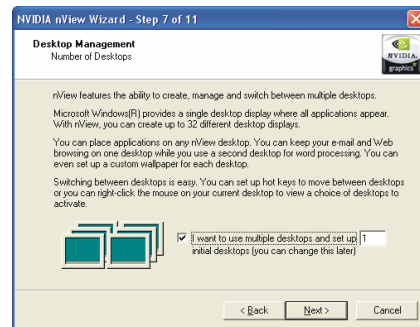 NVIDIA nView Wizard - Step 7 of 11
Desktop Management
Number of Desktops
NVIDIA.
graphics
nView features the ability to create, manage and switch between multiple desktops.
Microsoft Windows(R) provides a single desktop display where all applications appear.
With nView, you can create up to 32 different desktop displays.
You can place applications on any nView desktop. You can keep your e-mail and Web
browsing on one desktop while you use a second desktop for word processing. You can
even set up a custom wallpaper for each desktop.
Switching between desktops is easy. You can set up hot keys to move between desktops
or you can right-click the mouse on your current desktop to view a choice of desktops to
activate.
I want to use multiple desktops and set up 1
initial desktops (you can change this later)
< Back Next > Cancel